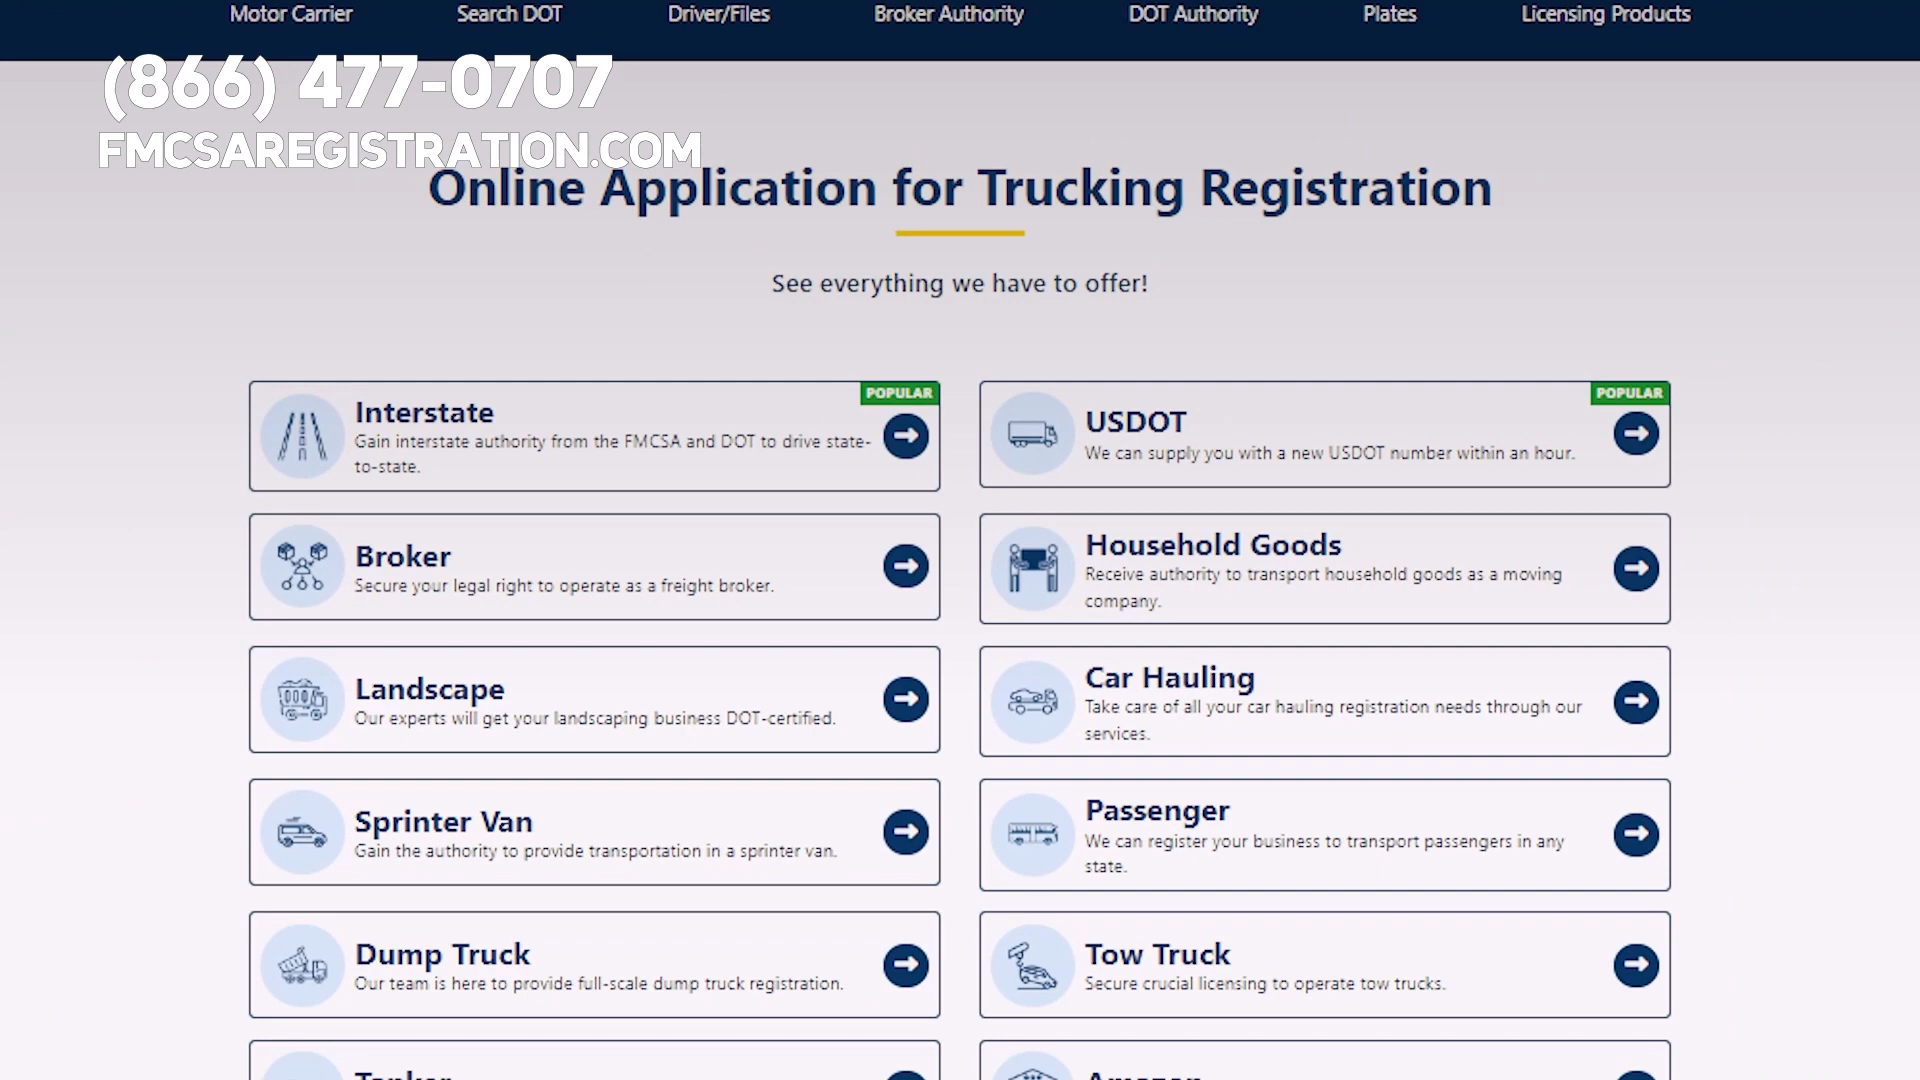 Motor Carrier Search DOT Driver/Files Broker Authority DOT Authority Plates Licensing Products
(866) 477-0707
FMCSAREGISTRATION.COM
Online Application for Trucking Registration
See everything we have to offer!
POPULAR
Interstate
Gain interstate authority from the FMCSA and DOT to drive state-
to-state.
POPULAR
USDOT
We can supply you with a new USDOT number within an hour.
Broker
Secure your legal right to operate as a freight broker.
Household Goods
Receive authority to transport household goods as a moving
company.
Landscape
Our experts will get your landscaping business DOT-certified.
Car Hauling
Take care of all your car hauling registration needs through our
services.
Sprinter Van
Gain the authority to provide transportation in a sprinter van.
Passenger
We can register your business to transport passengers in any
state.
Dump Truck
Our team is here to provide full-scale dump truck registration.
Tow Truck
Secure crucial licensing to operate tow trucks.
Tanker
Amazon